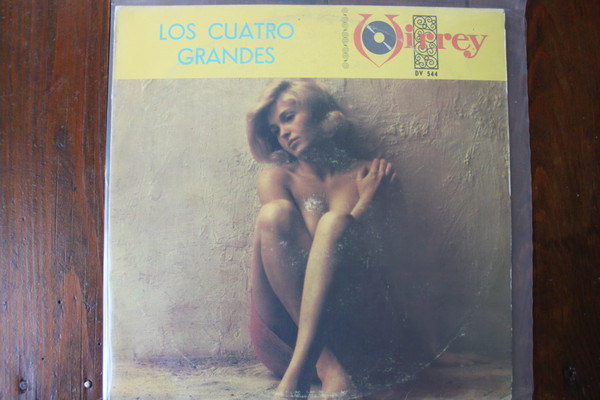 LOS CUATRO
GRANDES
Virrey
DV 544